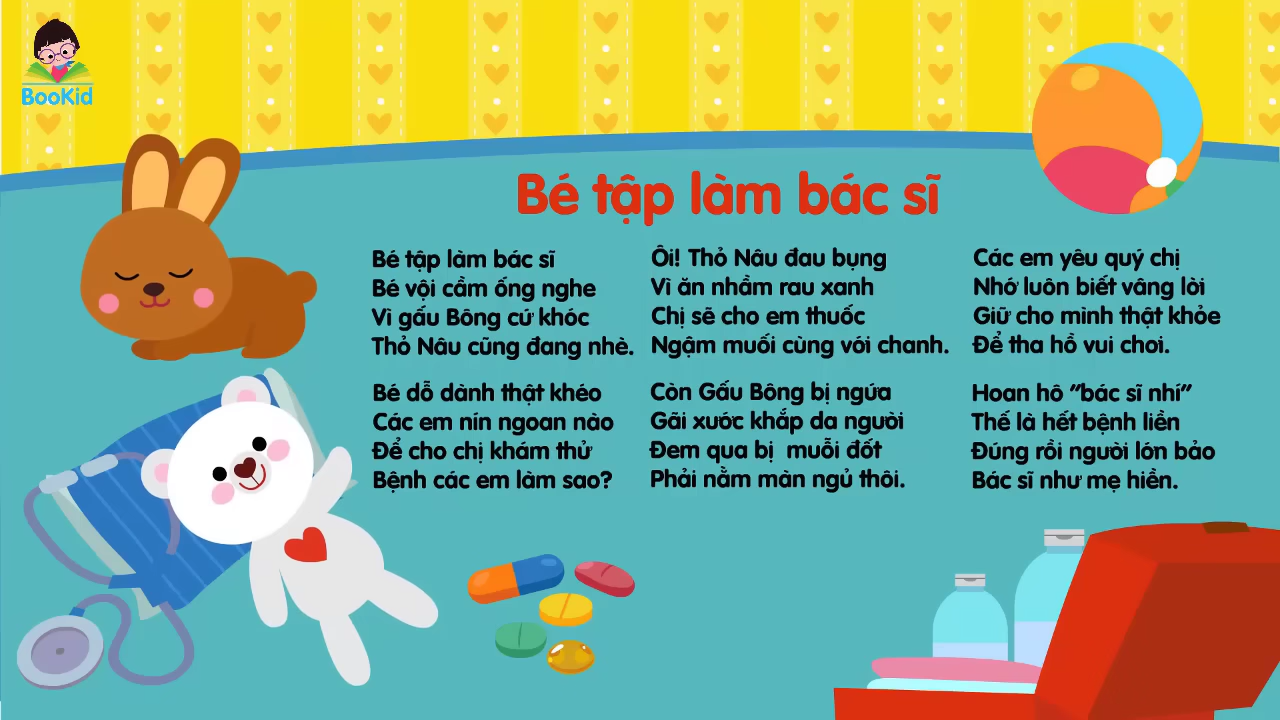 BooKid
Bé tập làm bác sĩ
Bé tập làm bác sĩ
Bé vội cầm ống nghe
Vì gấu Bông cứ khóc
Thỏ Nâu cũng đang nhè.
Bé dỗ dành thật khéo
Các em nín ngoan nào
Để cho chị khám thử
Bệnh các em làm sao?
Ôi! Thỏ Nâu đau bụng
Vì ăn nhầm rau xanh
Chị sẽ cho em thuốc
Ngậm muối cùng với chanh.
Còn Gấu Bông bị ngứa
Gãi xước khắp da người
Đem qua bị muỗi đốt
Phải nằm màn ngủ thôi.
Các em yêu quý chị
Nhớ luôn biết vâng lời
Giữ cho mình thật khỏe
Để tha hồ vui chơi.
Hoan hô "bác sĩ nhí"
Thế là hết bệnh liền
Đúng rồi người lớn bảo
Bác sĩ như mẹ hiền.